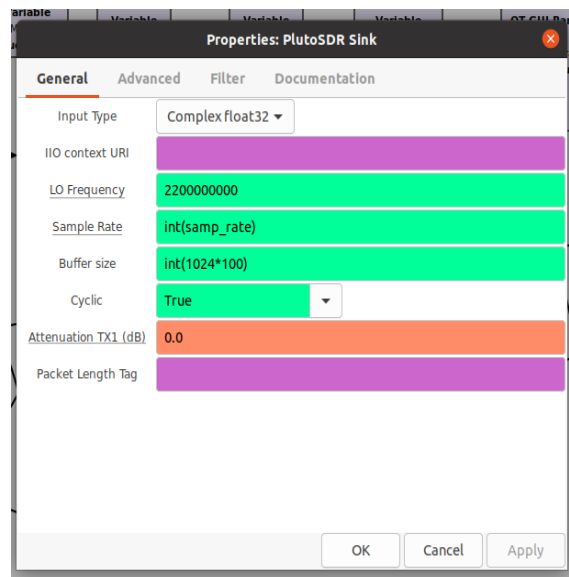 ariable
Variable
Variable
Variable
QT GUI Ra
Properties: PlutoSDR Sink
General Advanced Filter Documentation
Input Type Complex float32
IIO context URI
LO Frequency 2200000000
Sample Rate int(samp_rate)
Buffer size int(1024*100)
Cyclic True
Attenuation TX1 (dB) 0.0
Packet Length Tag
OK Cancel Apply